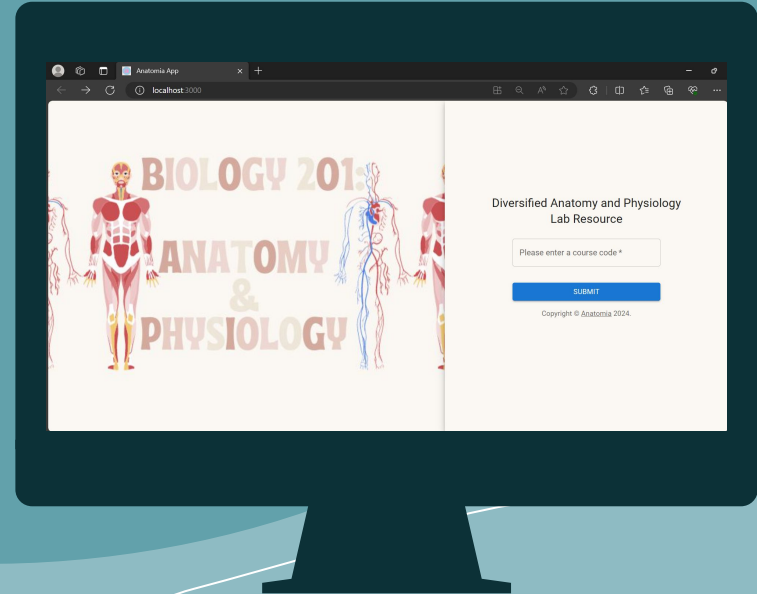 Anatomia App
localhost:3000
BIOLOGY 201:
ANATOMY
&
PHYSIOLOGY
Diversified Anatomy and Physiology
Lab Resource
Please enter a course code *
SUBMIT
Copyright © Anatomia 2024.